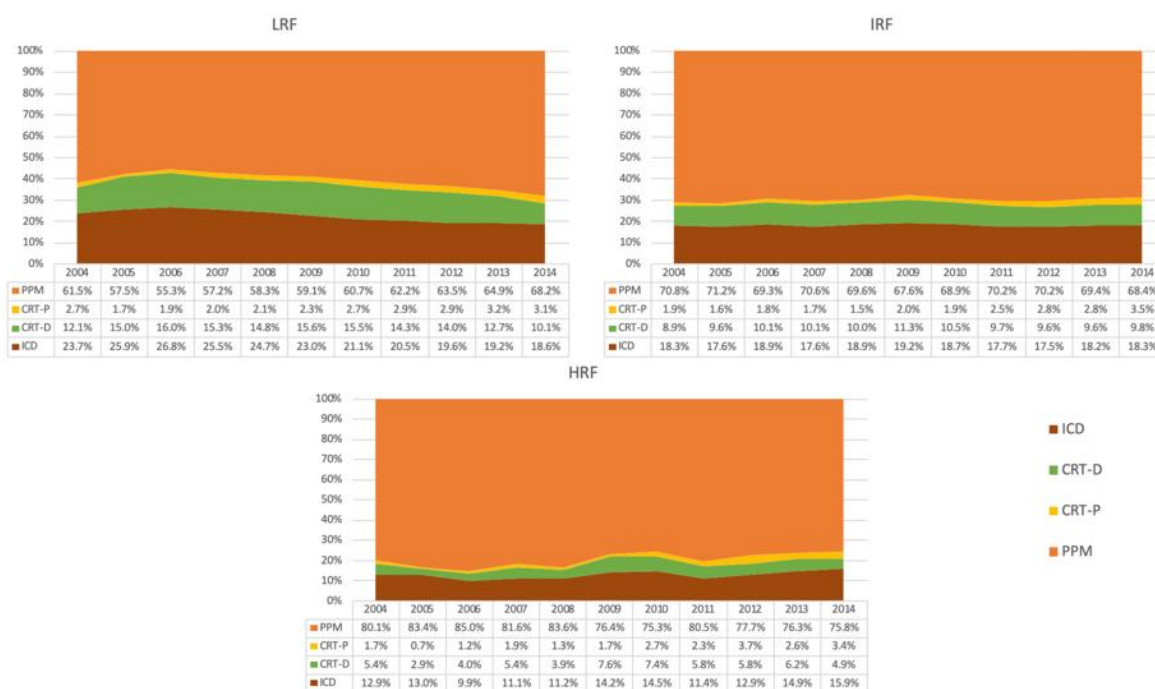 LRF
100%
90%
80%
70%
60%
50%
40%
30%
20%
10%
0%
2004 2005 2006 2007 2008 2009 2010 2011 2012 2013 2014
PPM 61.5% 57.5% 55.3% 57.2% 58.3% 59.1% 60.7% 62.2% 63.5% 64.9% 68.2%
CRT-P 2.7% 1.7% 1.9% 2.0% 2.1% 2.3% 2.7% 2.9% 2.9% 3.2% 3.1%
CRT-D 12.1% 15.0% 16.0% 15.3% 14.8% 15.6% 15.5% 14.3% 14.0% 12.7% 10.1%
ICD 23.7% 25.9% 26.8% 25.5% 24.7% 23.0% 21.1% 20.5% 19.6% 19.2% 18.6%
IRF
100%
90%
80%
70%
60%
50%
40%
30%
20%
10%
0%
2004 2005 2006 2007 2008 2009 2010 2011 2012 2013 2014
PPM 70.8% 71.2% 69.3% 70.6% 69.6% 67.6% 68.9% 70.2% 70.2% 69.4% 68.4%
CRT-P 1.9% 1.6% 1.8% 1.7% 1.5% 2.0% 1.9% 2.5% 2.8% 2.8% 3.5%
CRT-D 8.9% 9.6% 10.1% 10.1% 10.0% 11.3% 10.5% 9.7% 9.6% 9.6% 9.8%
ICD 18.3% 17.6% 18.9% 17.6% 18.9% 19.2% 18.7% 17.7% 17.5% 18.2% 18.3%
HRF
100%
90%
80%
70%
60%
50%
40%
30%
20%
10%
0%
2004 2005 2006 2007 2008 2009 2010 2011 2012 2013 2014
PPM 80.1% 83.4% 85.0% 81.6% 83.6% 76.4% 75.3% 80.5% 77.7% 76.3% 75.8%
CRT-P 1.7% 0.7% 1.2% 1.9% 1.3% 1.7% 2.7% 2.3% 3.7% 2.6% 3.4%
CRT-D 5.4% 2.9% 4.0% 5.4% 3.9% 7.6% 7.4% 5.8% 5.8% 6.2% 4.9%
ICD 12.9% 13.0% 9.9% 11.1% 11.2% 14.2% 14.5% 11.4% 12.9% 14.9% 15.9%
ICD
CRT-D
CRT-P
PPM